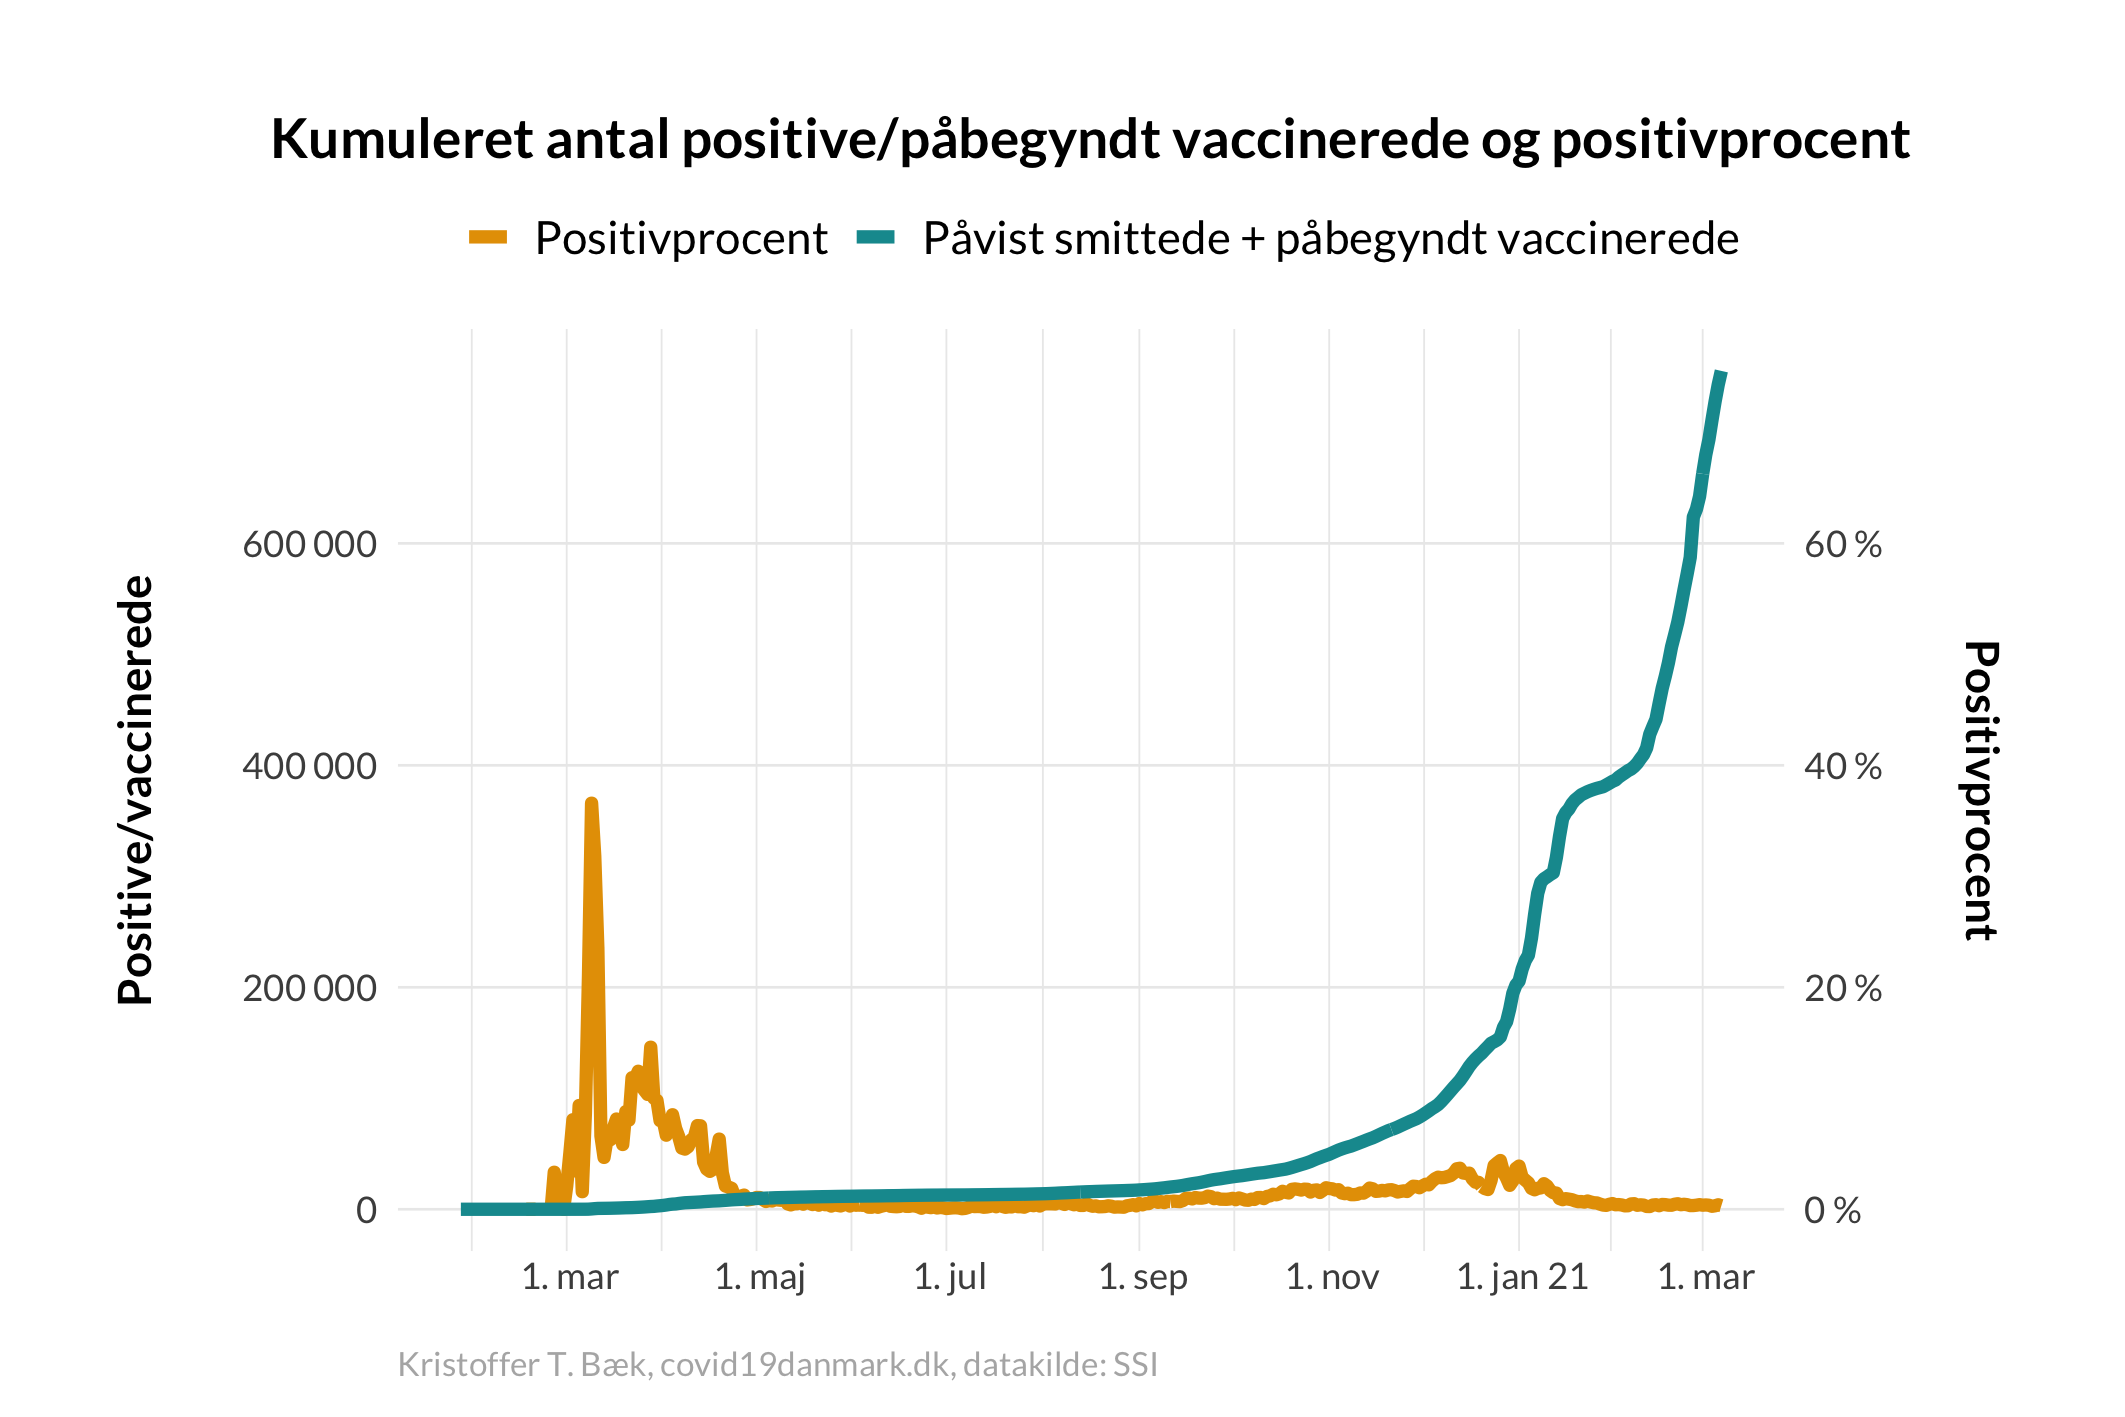 Kumuleret antal positive/påbegyndt vaccinerede og positivprocent
Positivprocent
Påvist smittede + påbegyndt vaccinerede
Positive/vaccinerede
600 000
400 000
200 000
0
60 %
40 %
20 %
0 %
Positivprocent
1. mar
1. maj
1. jul
1. sep
1. nov
1. jan 21
1. mar
Kristoffer T. Bæk, covid19danmark.dk, datakilde: SSI